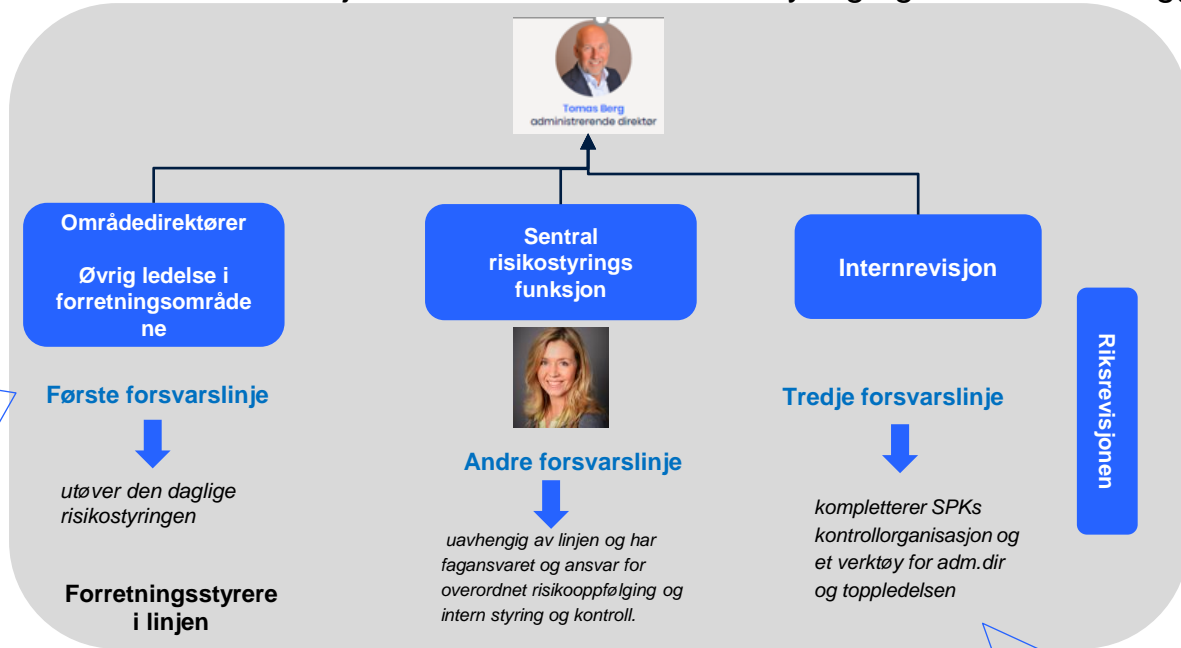 Tomas Berg
administrerende direktør
Områdedirektører
Øvrig ledelse i
forretningsområde
ne
Sentral
risikostyrings
funksjon
Internrevisjon
Riksrevisjonen
Første forsvarslinje
utøver den daglige
risikostyringen
Forretningsstyrere
i linjen
Andre forsvarslinje
uavhengig av linjen og har
fagansvaret og ansvar for
overordnet risikooppfølging og
intern styring og kontroll.
Tredje forsvarslinje
kompletterer SPKs
kontrollorganisasjon og
et verktøy for adm.dir
og toppledelsen